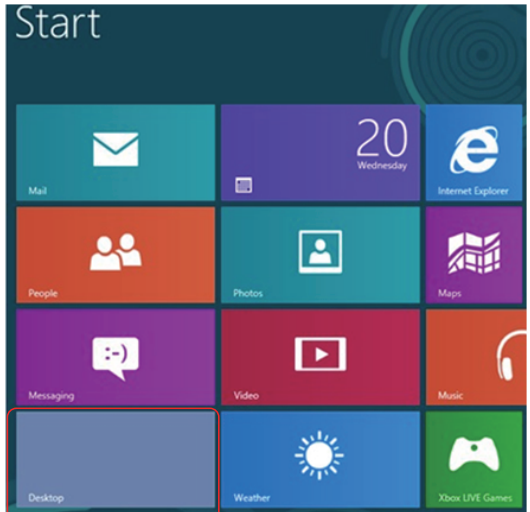 Start
Mail
20
Wednesday
Internet Explorer
People
Photos
Maps
Messaging
:-)
Video
Music
Desktop
Weather
Xbox LIVE Games